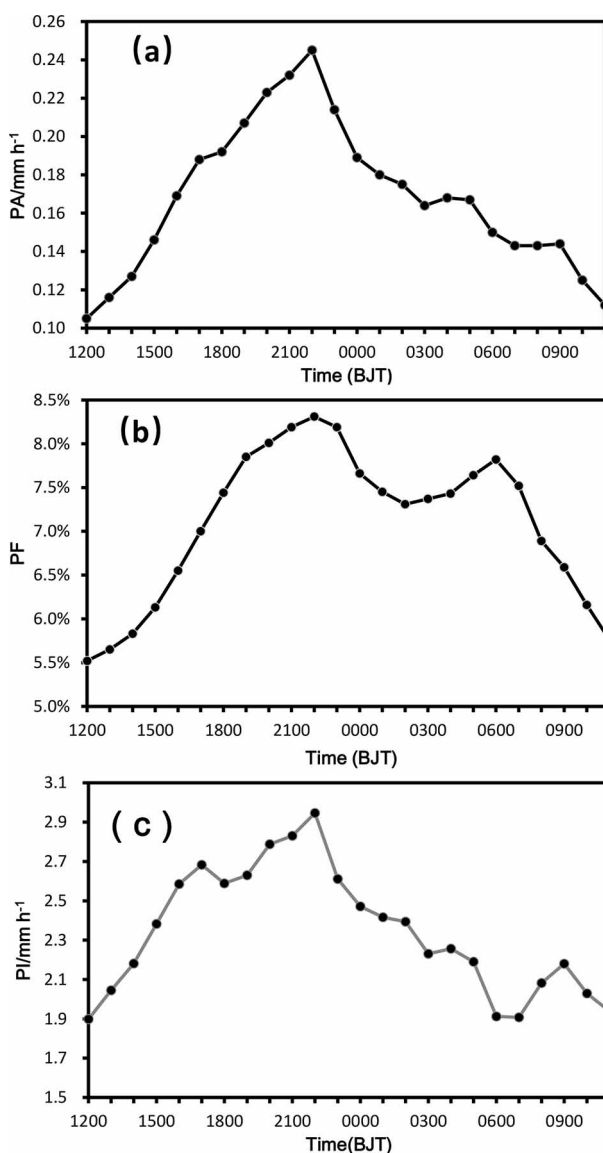 (a)
0.26
0.24
0.22
0.20
0.18
0.16
0.14
0.12
0.10
PA/mm h⁻¹
1200 1500 1800 2100 0000 0300 0600 0900
Time (BJT)
(b)
8.5%
8.0%
7.5%
7.0%
6.5%
6.0%
5.5%
5.0%
PF
1200 1500 1800 2100 0000 0300 0600 0900
Time (BJT)
(c)
3.1
2.9
2.7
2.5
2.3
2.1
1.9
1.7
1.5
PI/mm h⁻¹
1200 1500 1800 2100 0000 0300 0600 0900
Time(BJT)